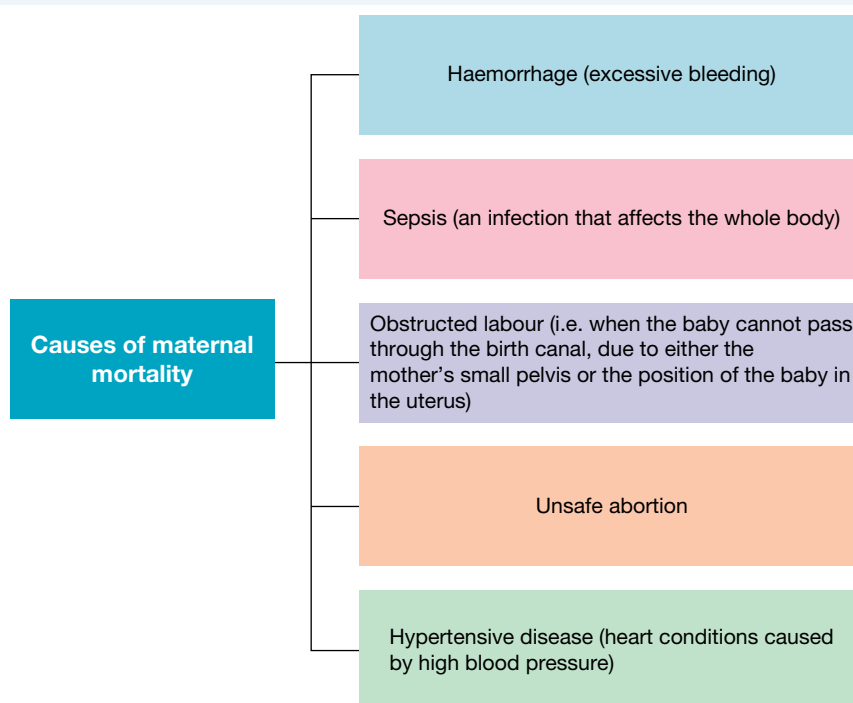 Causes of maternal
mortality
Haemorrhage (excessive bleeding)
Sepsis (an infection that affects the whole body)
Obstructed labour (i.e. when the baby cannot pass
through the birth canal, due to either the
mother’s small pelvis or the position of the baby in
the uterus)
Unsafe abortion
Hypertensive disease (heart conditions caused
by high blood pressure)